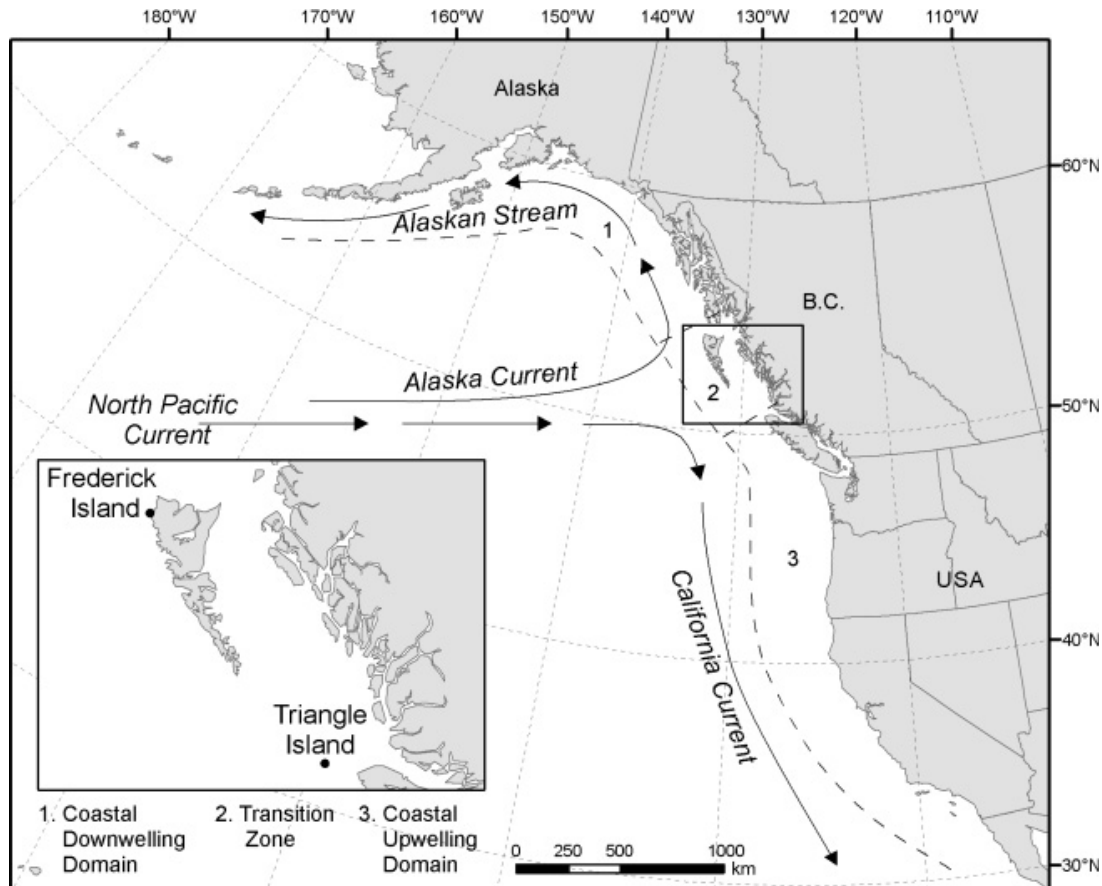 180°W 170°W 160°W 150°W 140°W 130°W 120°W 110°W
Alaska
60°N
Alaskan Stream
1
B.C.
Alaska Current
2
North Pacific
Current
50°N
Frederick
Island
3
USA
California Current
40°N
Triangle
Island
1. Coastal
Downwelling
Domain
2. Transition
Zone
3. Coastal
Upwelling
Domain
0 250 500 1000
km
30°N